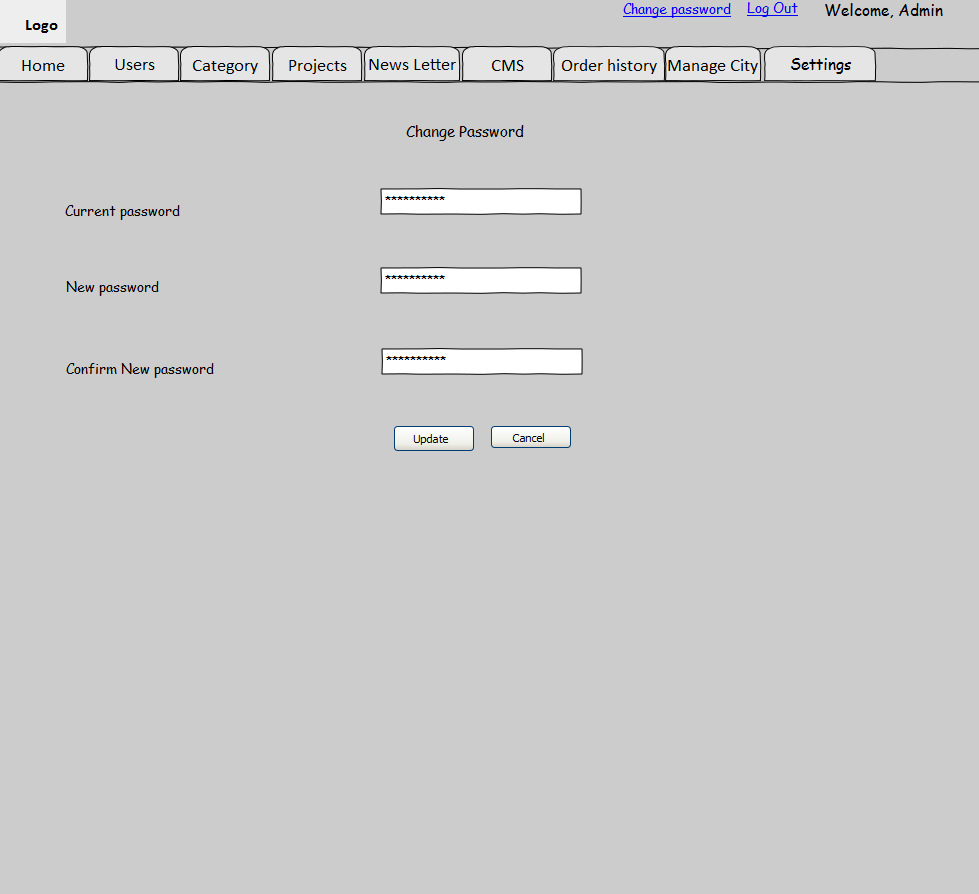 Logo
Change password Log Out Welcome, Admin
Home Users Category Projects News Letter CMS Order history Manage City Settings
Change Password
Current password **********
New password **********
Confirm New password **********
Update Cancel